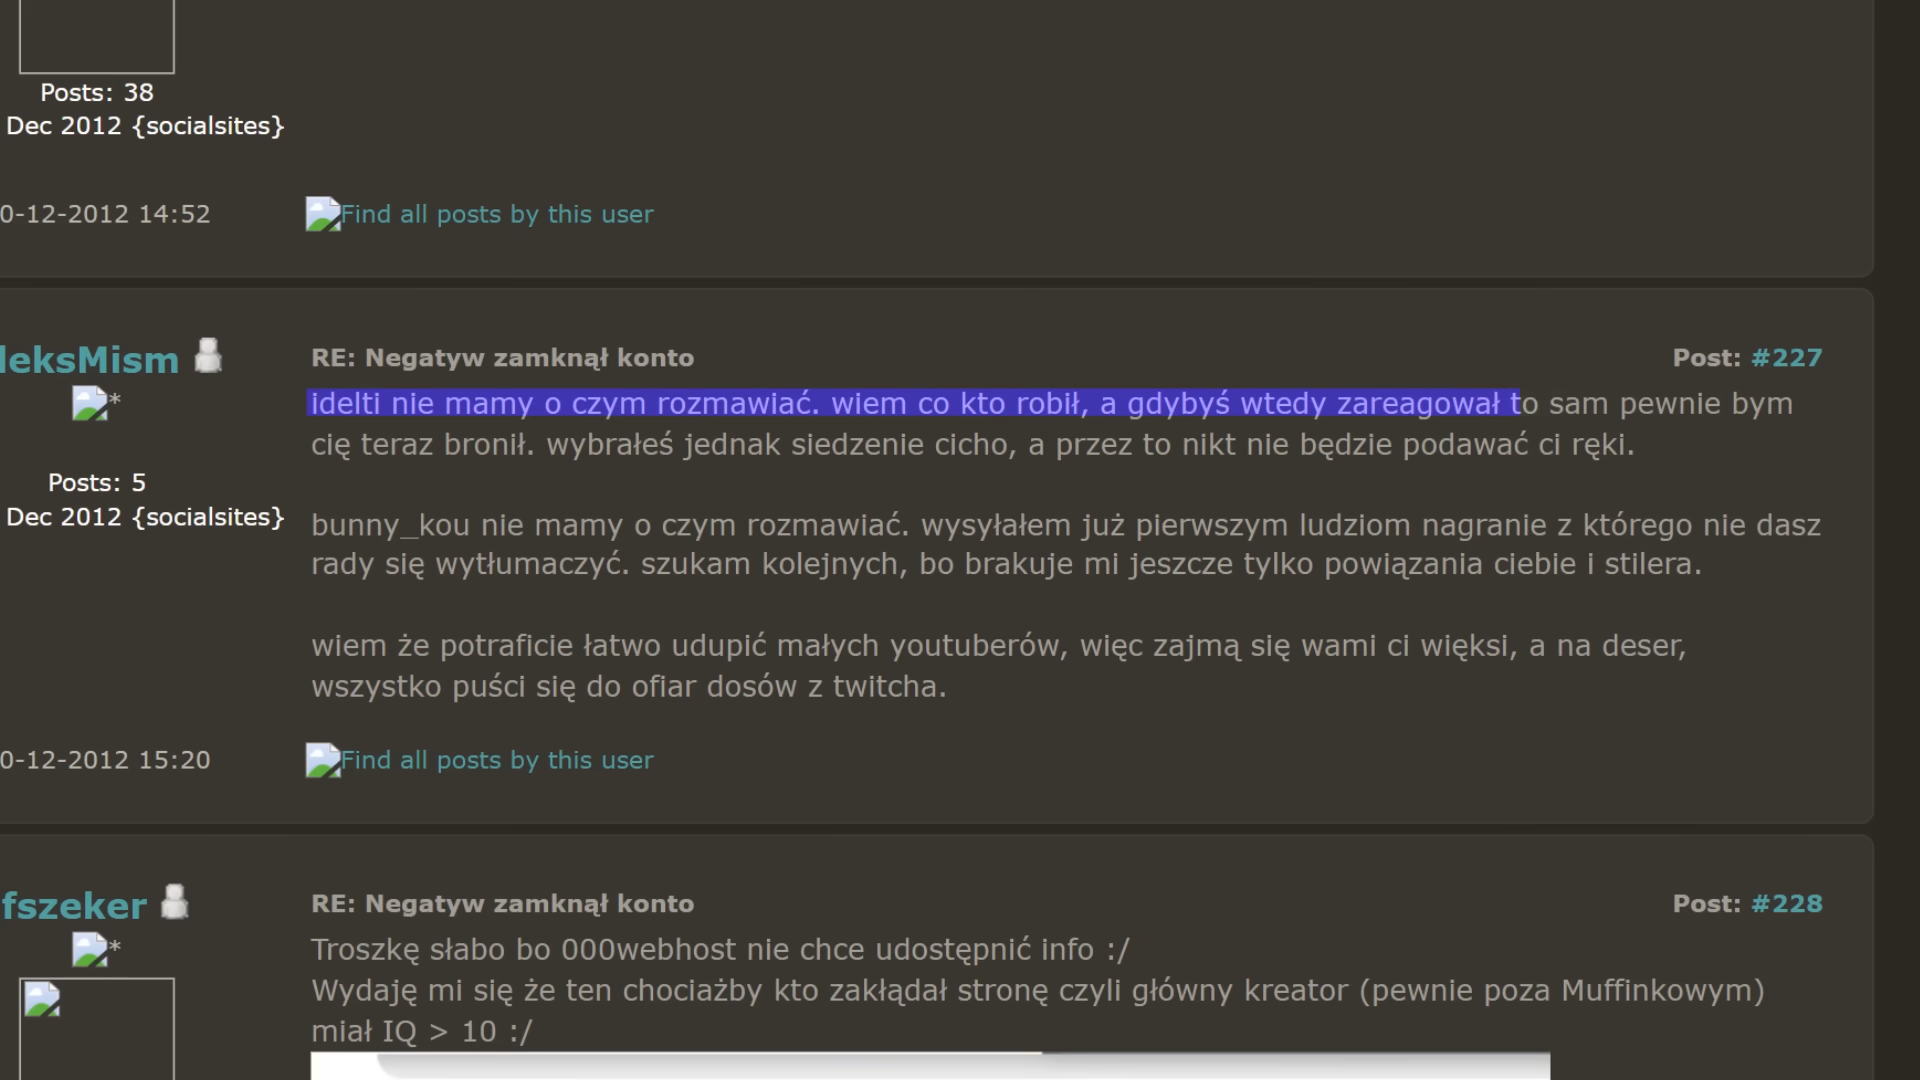 Posts: 38
Dec 2012 {socialsites}
0-12-2012 14:52
Find all posts by this user
leksMism
RE: Negatyw zamknął konto
Post: #227
*
idelti nie mamy o czym rozmawiać. wiem co kto robił, a gdybyś wtedy zareagował to sam pewnie bym
cię teraz bronił. wybrałeś jednak siedzenie cicho, a przez to nikt nie będzie podawać ci ręki.
Posts: 5
Dec 2012 {socialsites}
bunny_kou nie mamy o czym rozmawiać. wysyłałem już pierwszym ludziom nagranie z którego nie dasz
rady się wytłumaczyć. szukam kolejnych, bo brakuje mi jeszcze tylko powiązania ciebie i stilera.
wiem że potraficie łatwo udupić małych youtuberów, więc zajmą się wami ci więksi, a na deser,
wszystko puści się do ofiar dosów z twitcha.
0-12-2012 15:20
Find all posts by this user
fszeker
RE: Negatyw zamknął konto
Post: #228
*
Troszkę słabo bo 000webhost nie chce udostępnić info :/
Wydaję mi się że ten chociażby kto zakłądał stronę czyli główny kreator (pewnie poza Muffinkowym)
miał IQ > 10 :/